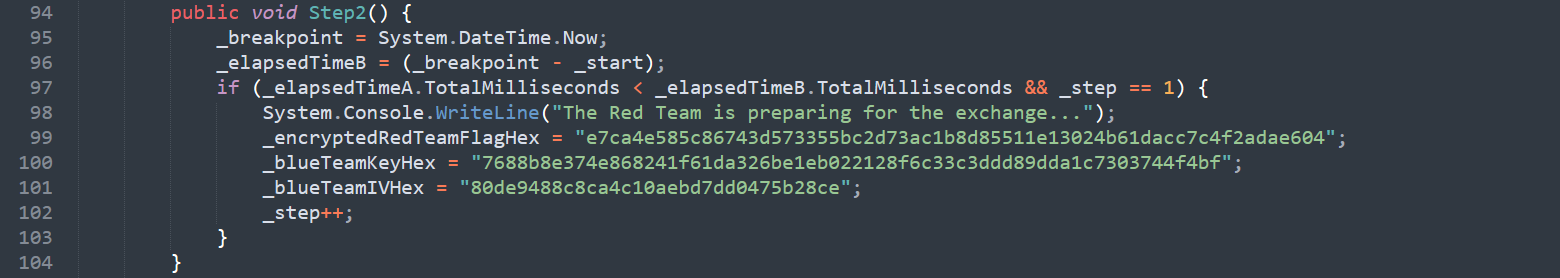 94 public void Step2() {
95 _breakpoint = System.DateTime.Now;
96 _elapsedTimeB = (_breakpoint - _start);
97 if (_elapsedTimeA.TotalMilliseconds < _elapsedTimeB.TotalMilliseconds && _step == 1) {
98 System.Console.WriteLine("The Red Team is preparing for the exchange...");
99 _encryptedRedTeamFlagHex = "e7ca4e585c86743d573355bc2d73ac1b8d85511e13024b61dacc7c4f2adae604";
100 _blueTeamKeyHex = "7688b8e374e868241f61da326be1eb022128f6c33c3ddd89dda1c7303744f4bf";
101 _blueTeamIVHex = "80de9488c8ca4c10aebd7dd0475b28ce";
102 _step++;
103 }
104 }